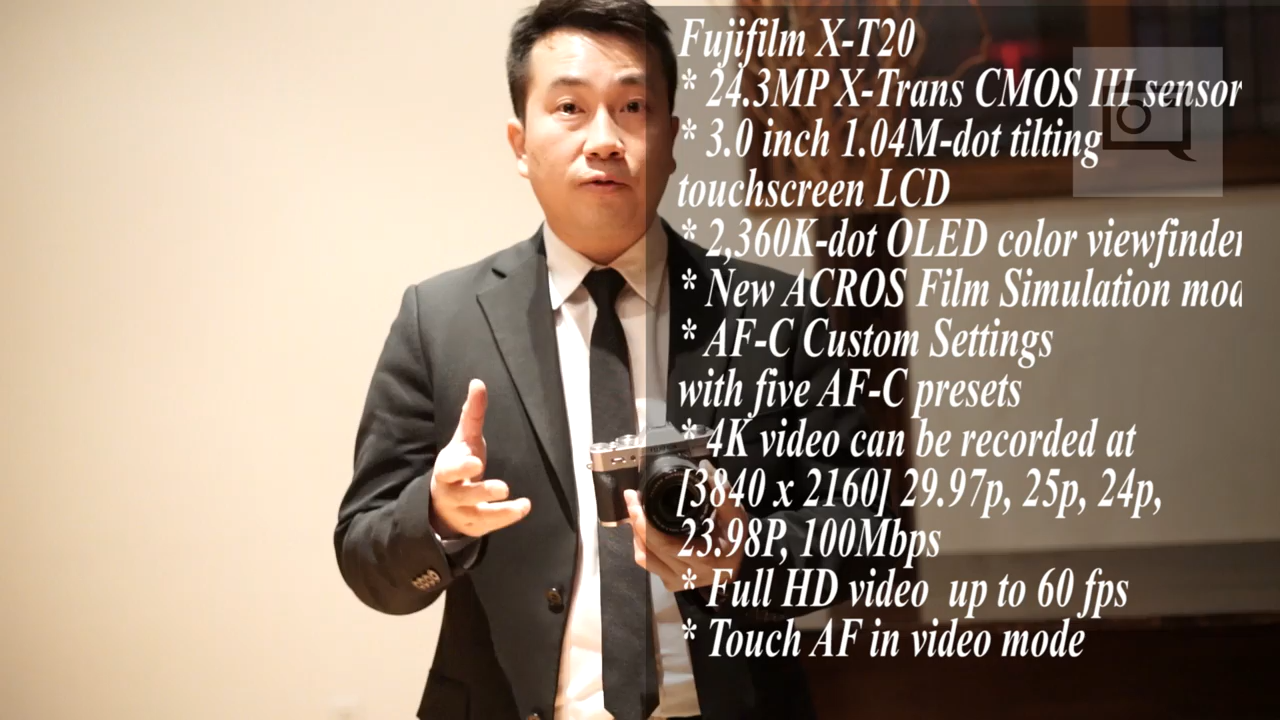 Fujifilm X-T20
* 24.3MP X-Trans CMOS III sensor
* 3.0 inch 1.04M-dot tilting
touchscreen LCD
* 2,360K-dot OLED color viewfinder
* New ACROS Film Simulation
* AF-C Custom Settings
with five AF-C presets
* 4K video can be recorded at
[3840 x 2160] 29.97p, 25p, 24p,
23.98P, 100Mbps
* Full HD video  up to 60 fps
* Touch AF in video mode